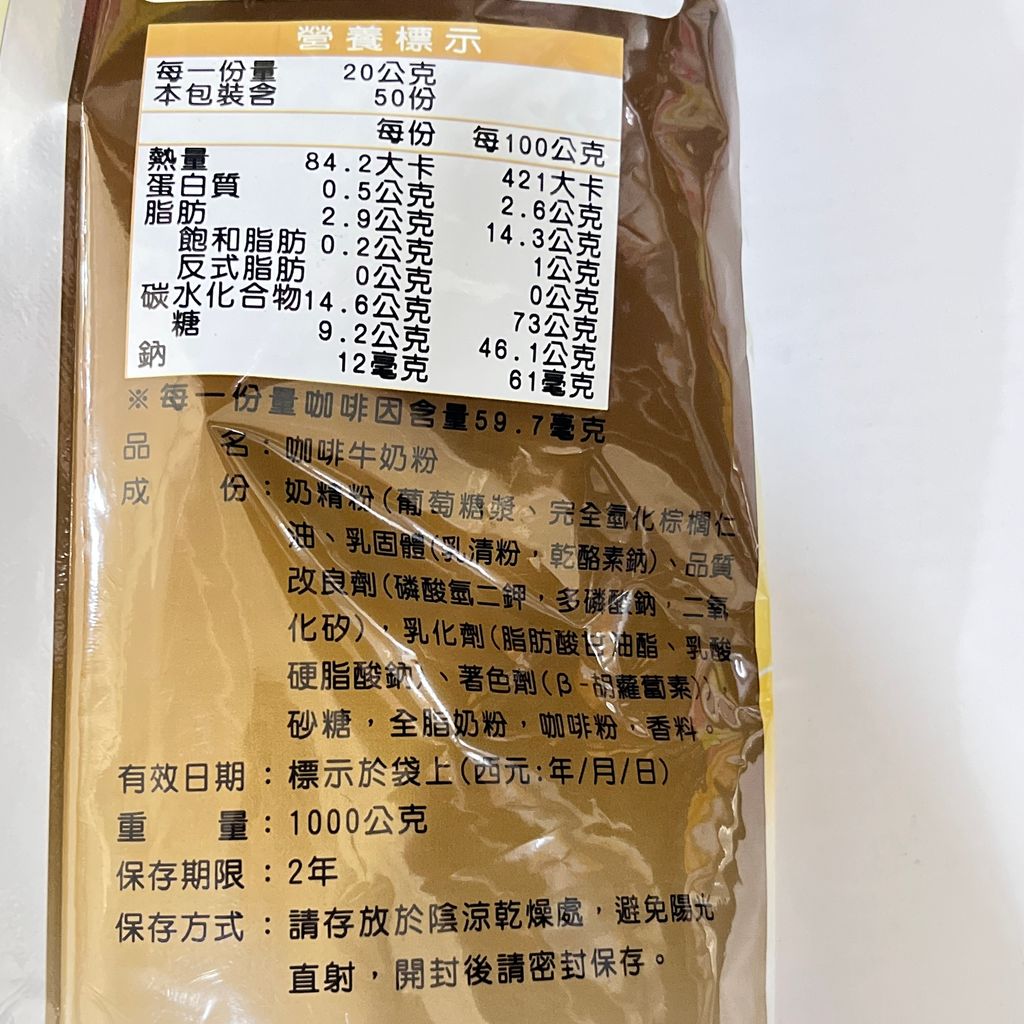 營養標示
每一份量 20公克
本包裝含 50份
每份 每100公克
熱量 84.2大卡 421大卡
蛋白質 0.5公克 2.6公克
脂肪 2.9公克 14.3公克
飽和脂肪 0.2公克 1公克
反式脂肪 0公克 0公克
碳水化合物 14.6公克 73公克
糖 9.2公克 46.1公克
鈉 12毫克 61毫克
※每一份量咖啡因含量59.7毫克
品 名:咖啡牛奶粉
成 份:奶精粉(葡萄糖漿、完全氫化棕櫚仁
油、乳固體(乳清粉,乾酪素鈉)、品質
改良劑(磷酸氫二鉀,多磷酸鈉,二氧
化矽),乳化劑(脂肪酸甘油酯、乳酸
硬脂酸鈉)、著色劑(β-胡蘿蔔素)),
砂糖,全脂奶粉,咖啡粉,香料。
有效日期:標示於袋上(西元:年/月/日)
重 量:1000公克
保存期限:2年
保存方式:請存放於陰涼乾燥處,避免陽光
直射,開封後請密封保存。